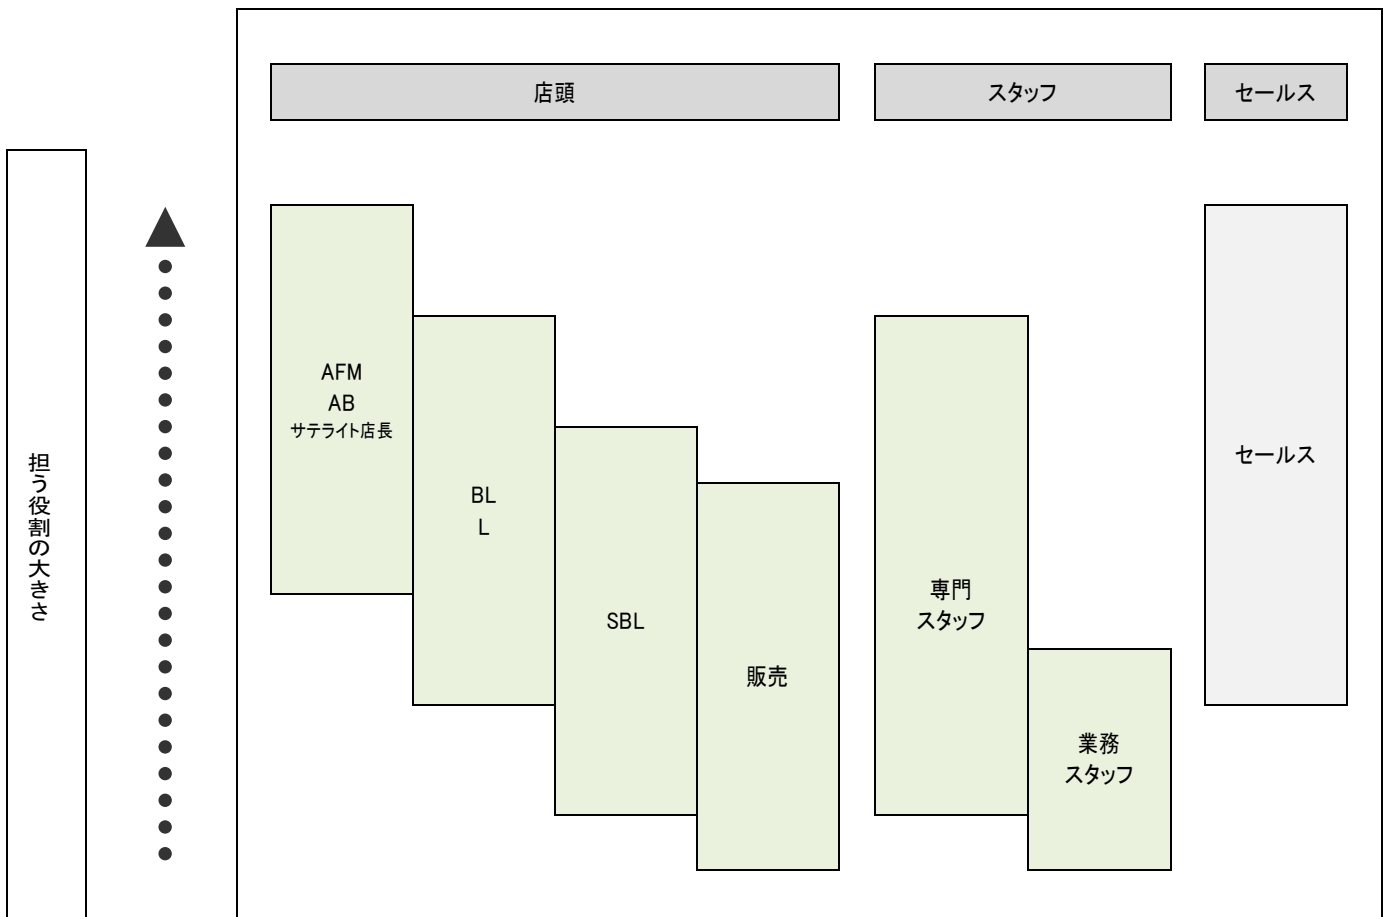 店頭
スタッフ
セールス
担う役割の大きさ
AFM
AB
サテライト店長
BL
L
SBL
販売
専門
スタッフ
業務
スタッフ
セールス